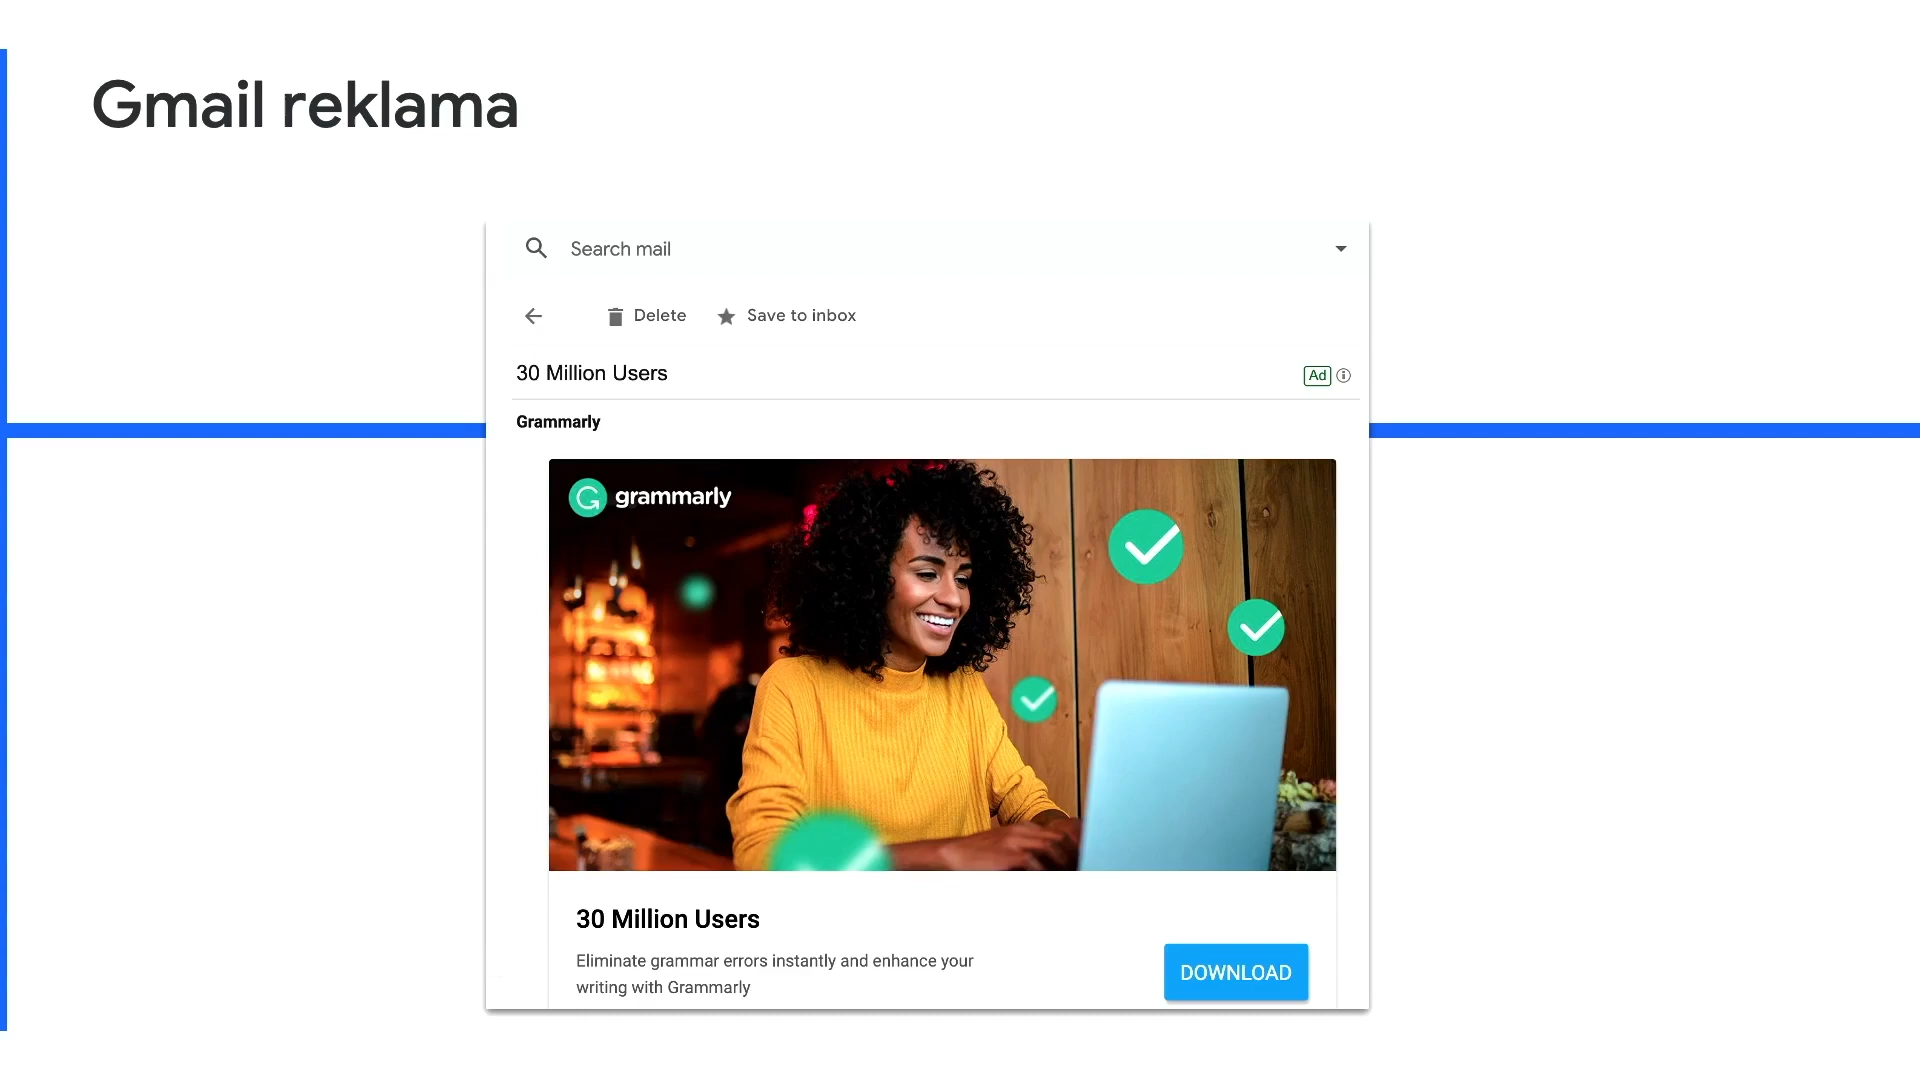 Gmail reklama
Search mail
Delete Save to inbox
30 Million Users
Ad
Grammarly
grammarly
30 Million Users
Eliminate grammar errors instantly and enhance your
writing with Grammarly
DOWNLOAD